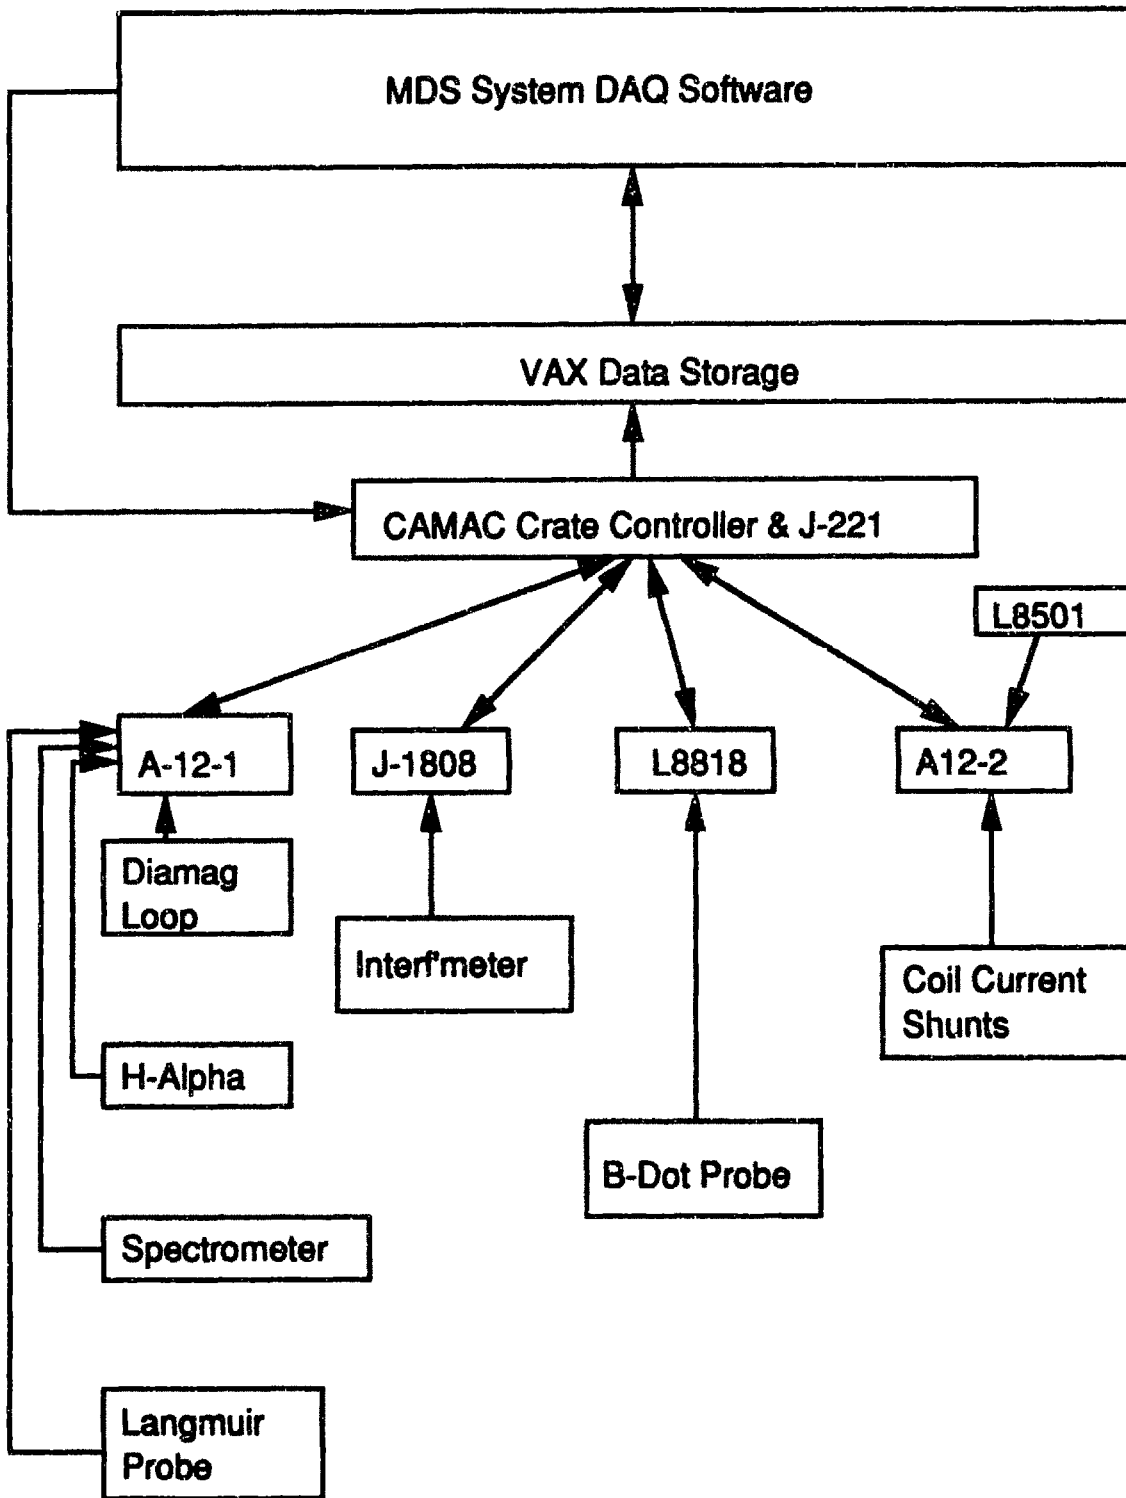 MDS System DAQ Software
VAX Data Storage
CAMAC Crate Controller & J-221
L8501
A-12-1
J-1808
L8818
A12-2
Diamag
Loop
Interf'meter
Coil Current
Shunts
H-Alpha
B-Dot Probe
Spectrometer
Langmuir
Probe